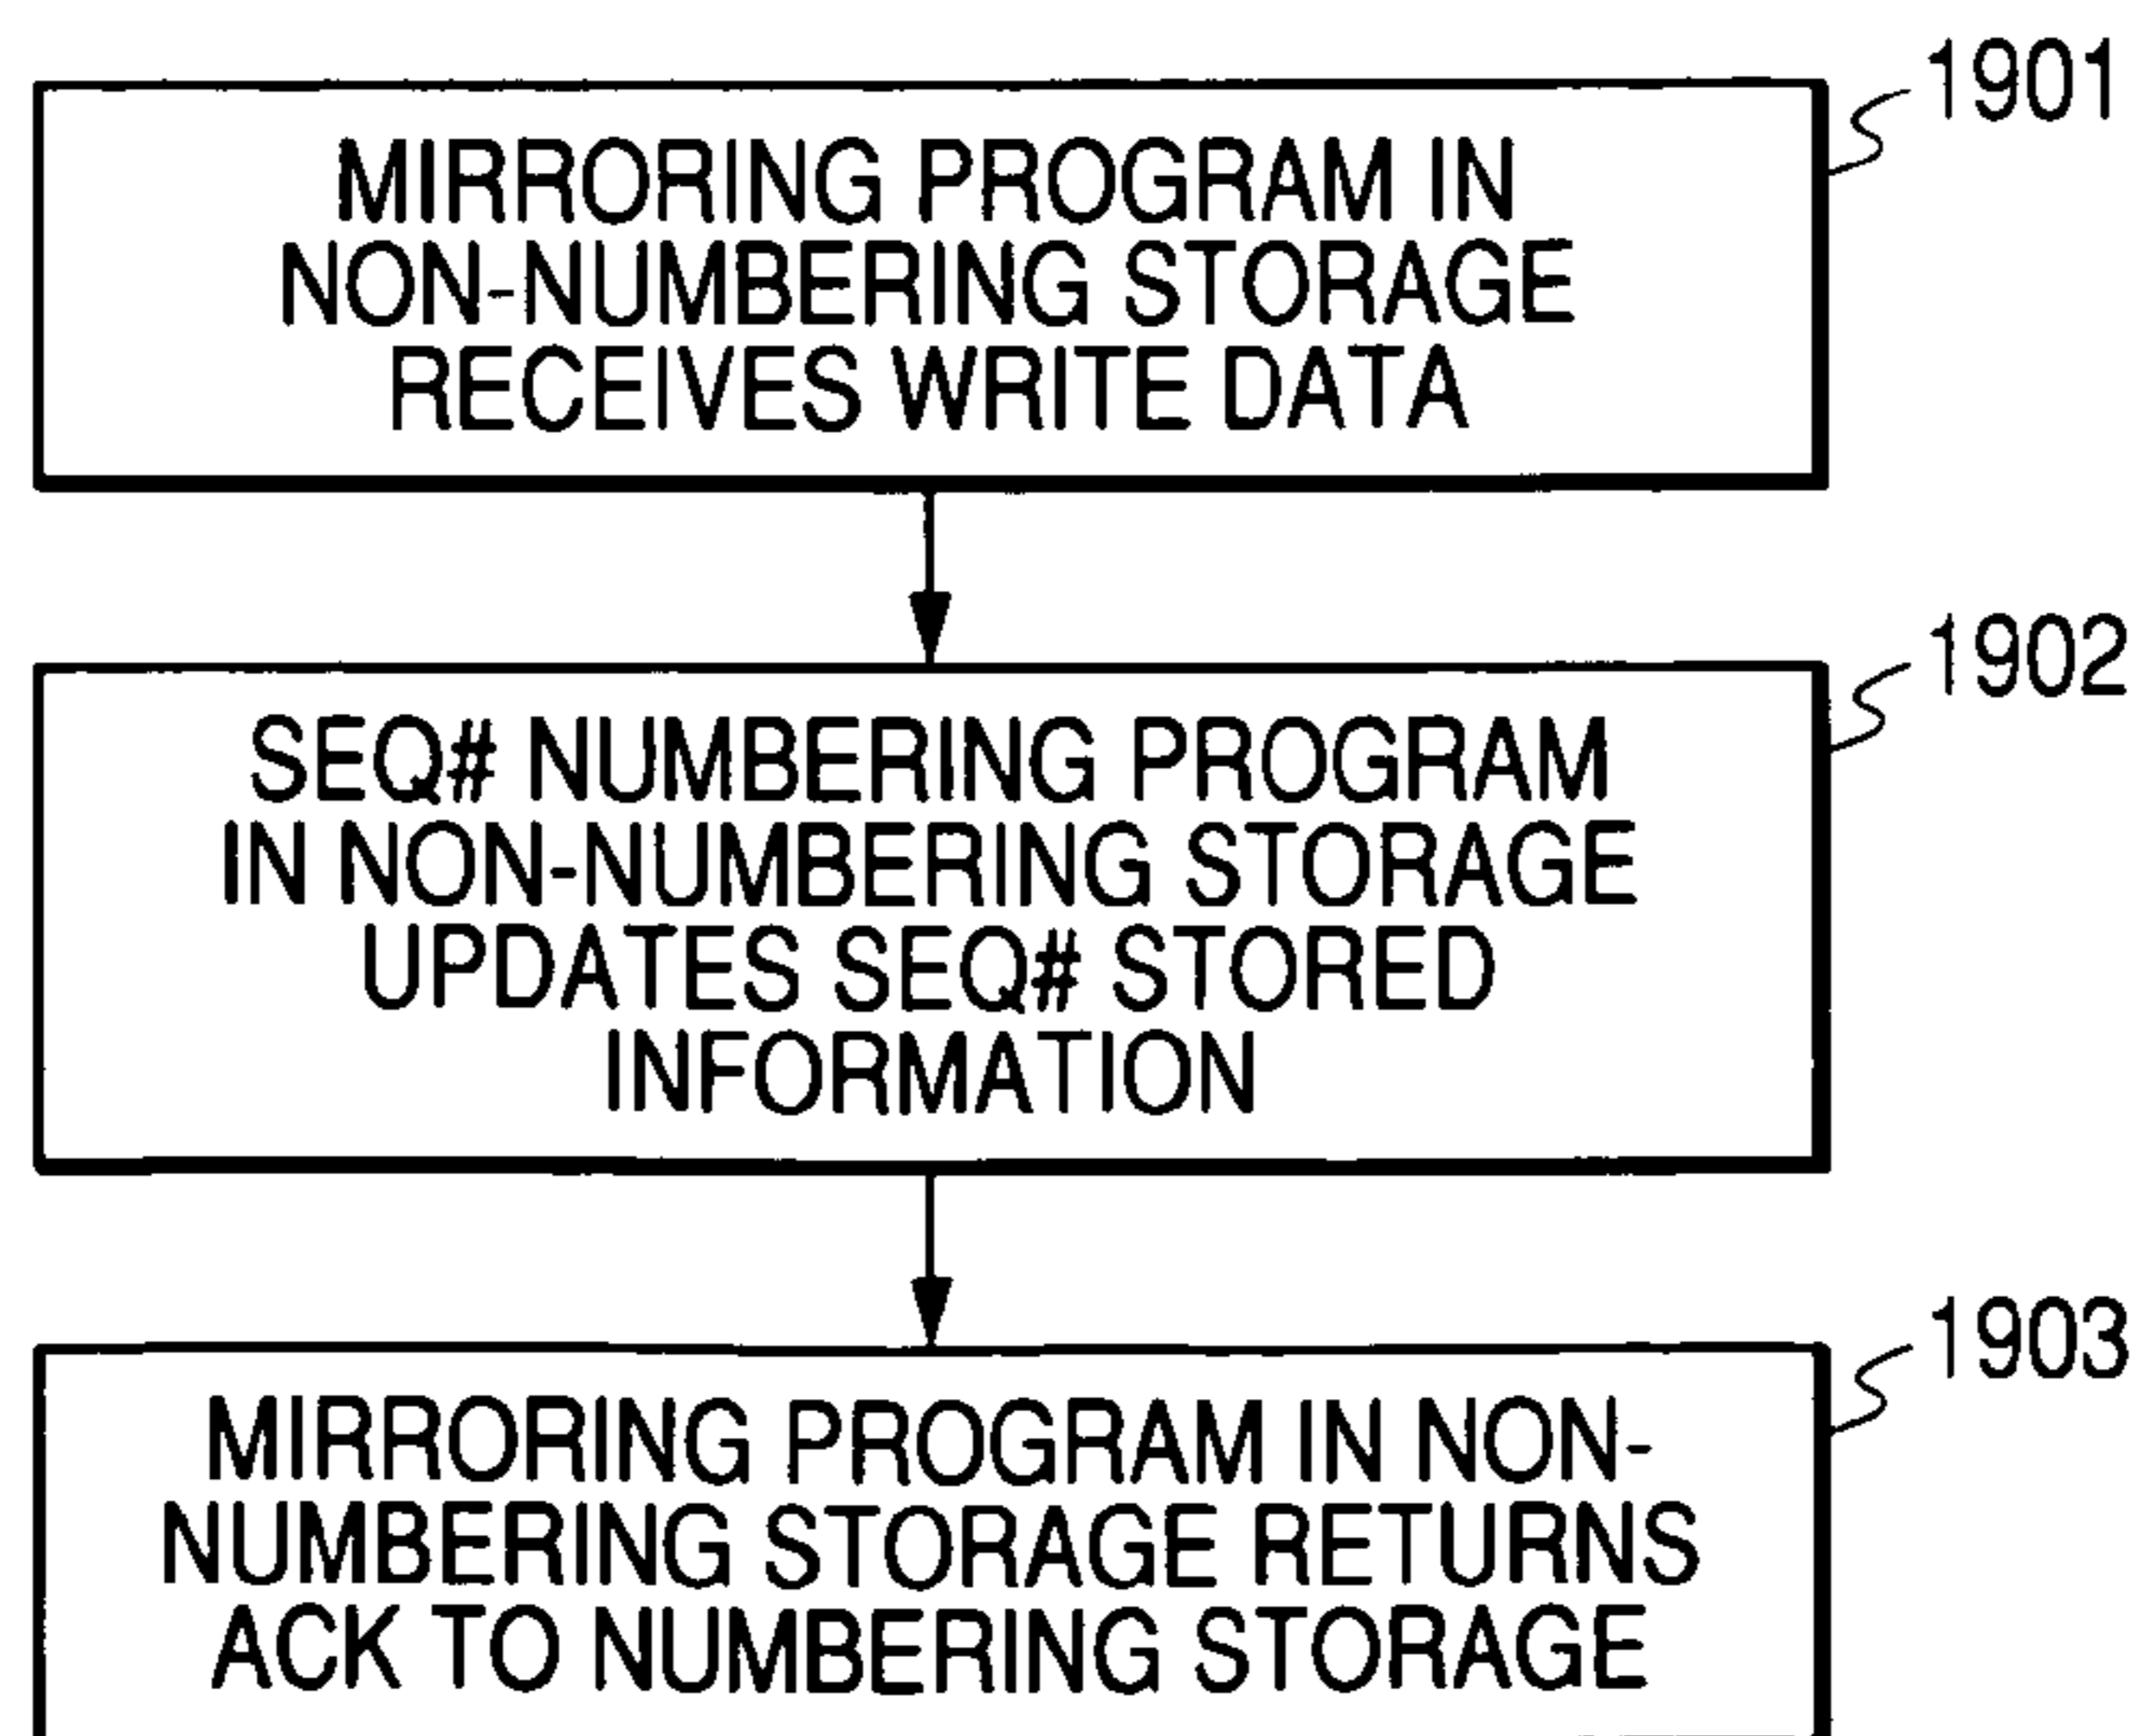 1901
MIRRORING PROGRAM IN
NON-NUMBERING STORAGE
RECEIVES WRITE DATA
1902
SEQ# NUMBERING PROGRAM
IN NON-NUMBERING STORAGE
UPDATES SEQ# STORED
INFORMATION
1903
MIRRORING PROGRAM IN NON-
NUMBERING STORAGE RETURNS
ACK TO NUMBERING STORAGE